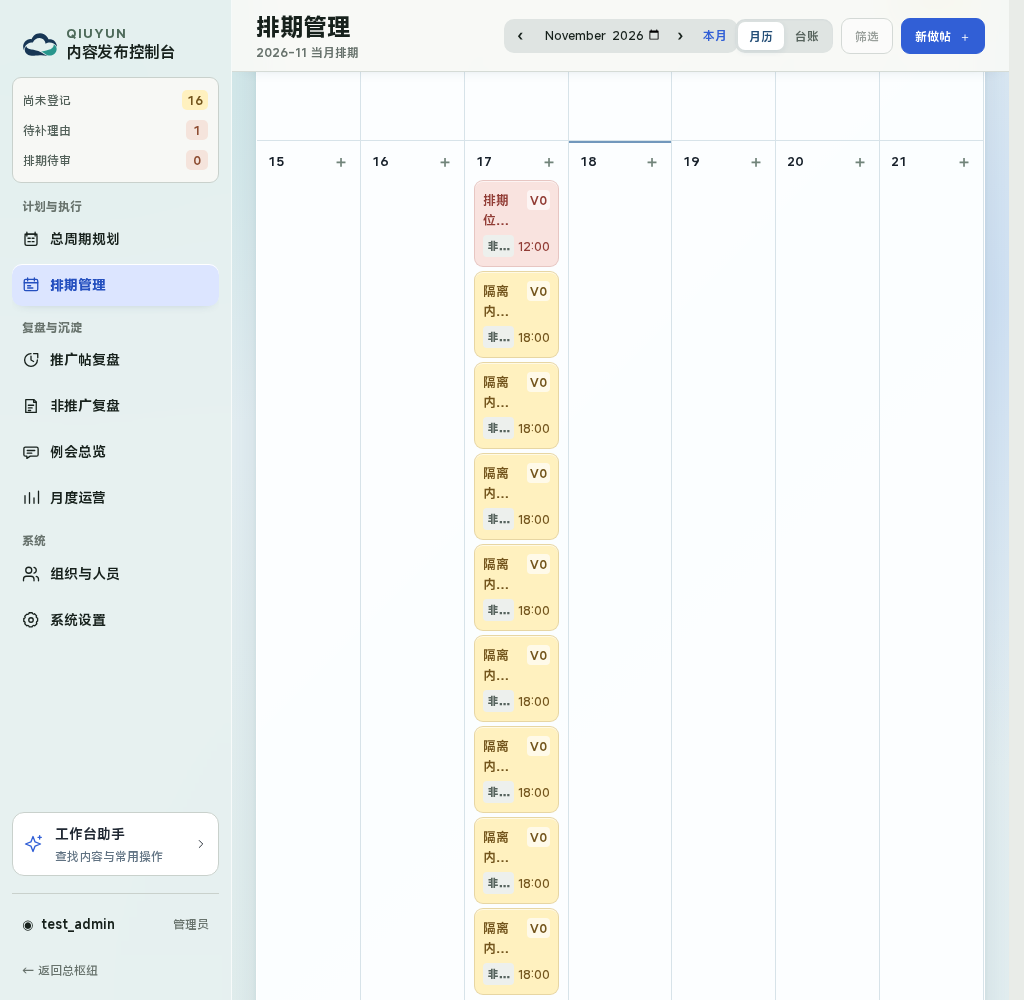 QIUYUN
内容发布控制台
尚未登记 16
待补理由 1
排期待审 0
计划与执行
总周期规划
排期管理
复盘与沉淀
推广帖复盘
非推广复盘
例会总览
月度运营
系统
组织与人员
系统设置
工作台助手
查找内容与常用操作
test_admin 管理员
← 返回总枢纽
排期管理
2026-11 当月排期
‹ November 2026 › 本月 月历 台账 筛选 新做帖 +
15 + 16 + 17 + 18 + 19 + 20 + 21 +
排期 V0
位...
非... 12:00
隔离 V0
内...
非... 18:00
隔离 V0
内...
非... 18:00
隔离 V0
内...
非... 18:00
隔离 V0
内...
非... 18:00
隔离 V0
内...
非... 18:00
隔离 V0
内...
非... 18:00
隔离 V0
内...
非... 18:00
隔离 V0
内...
非... 18:00